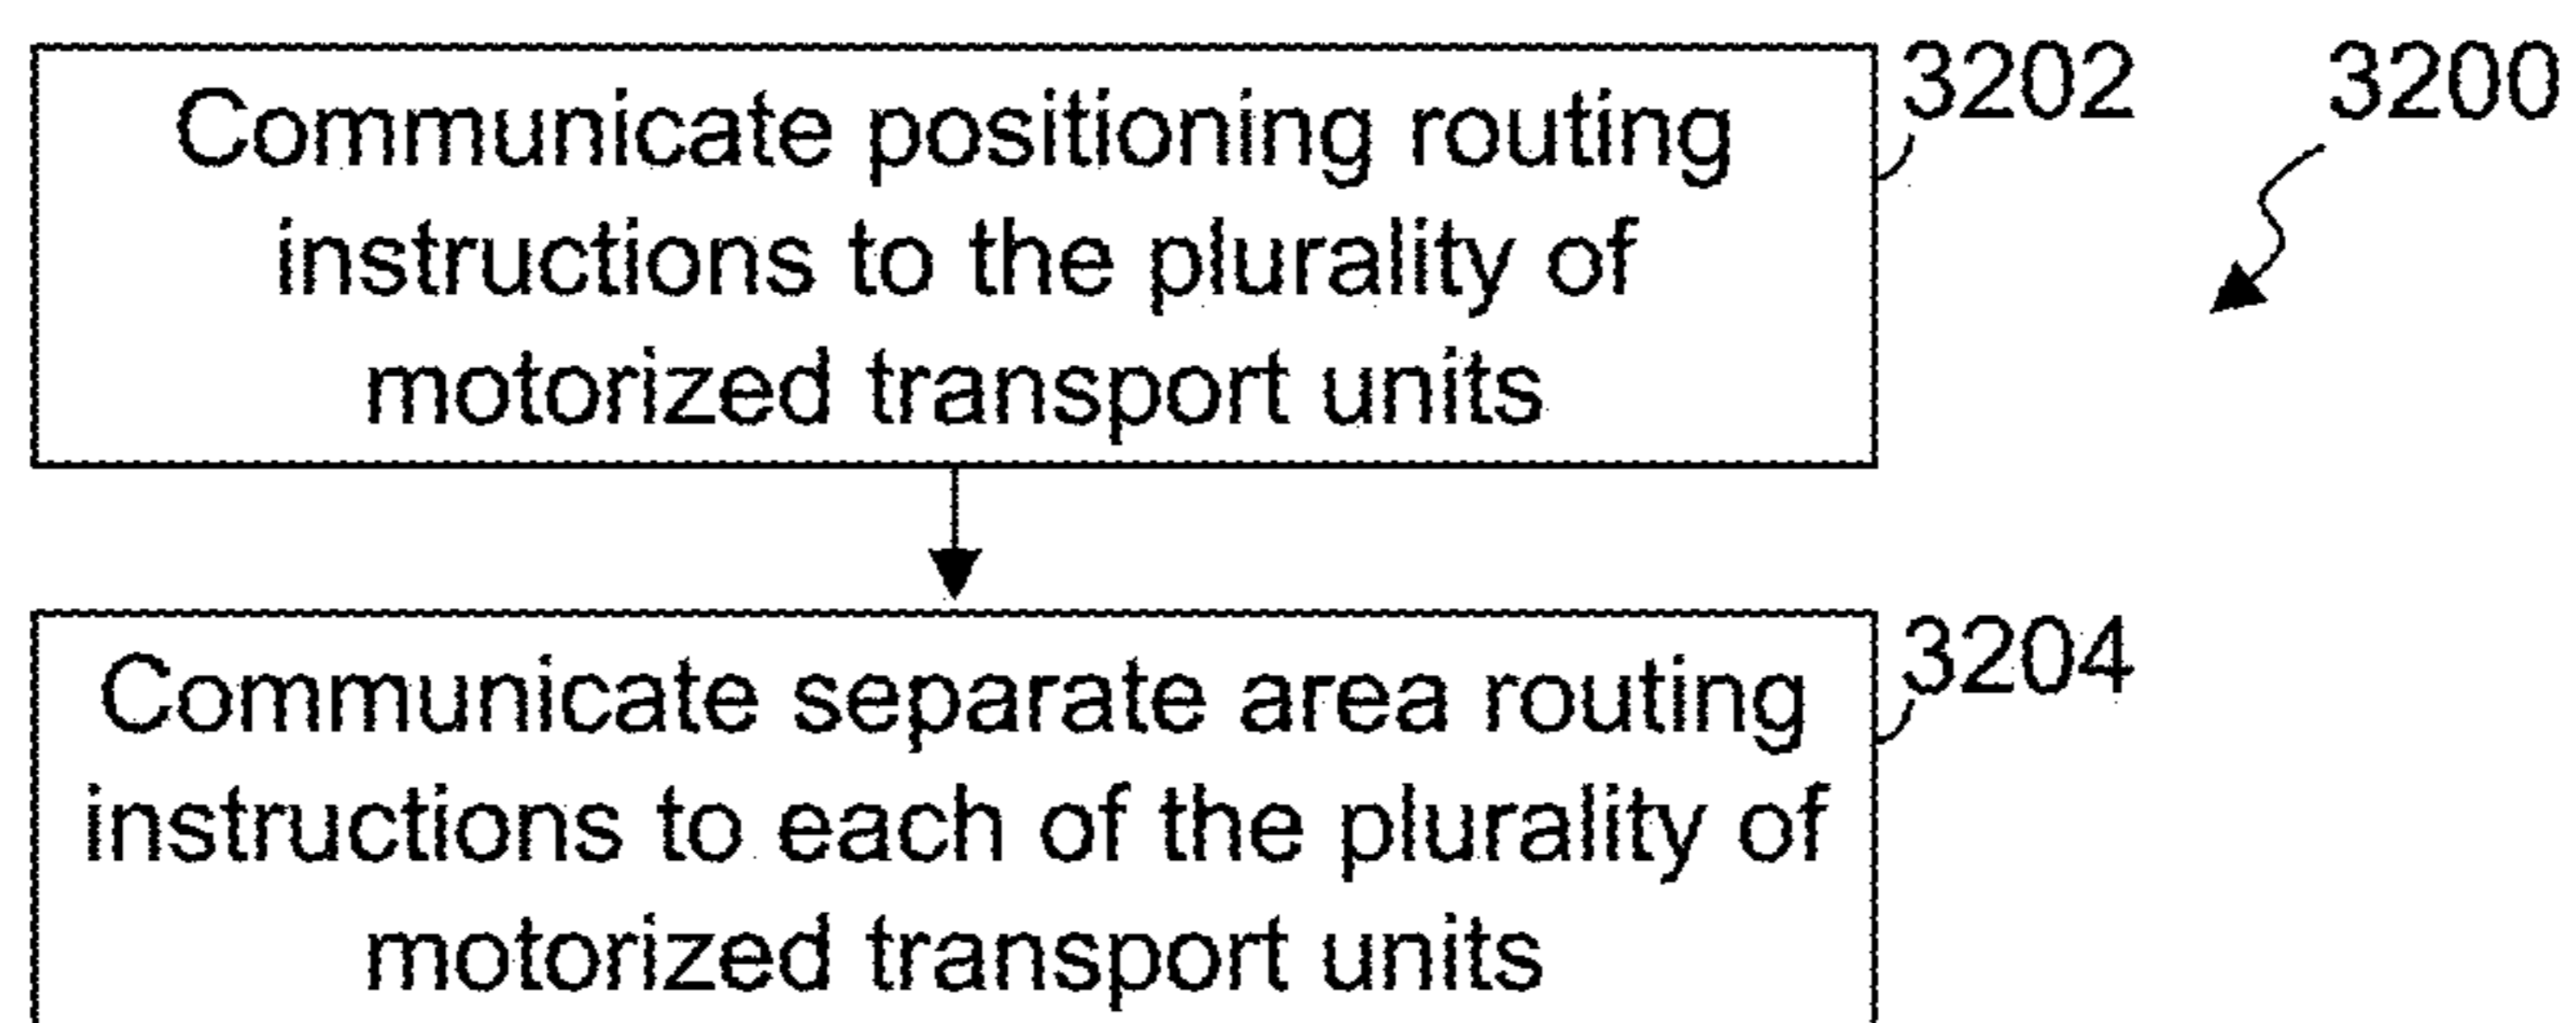 Communicate positioning routing
instructions to the plurality of
motorized transport units
3202
3200
Communicate separate area routing
instructions to each of the plurality of
motorized transport units
3204